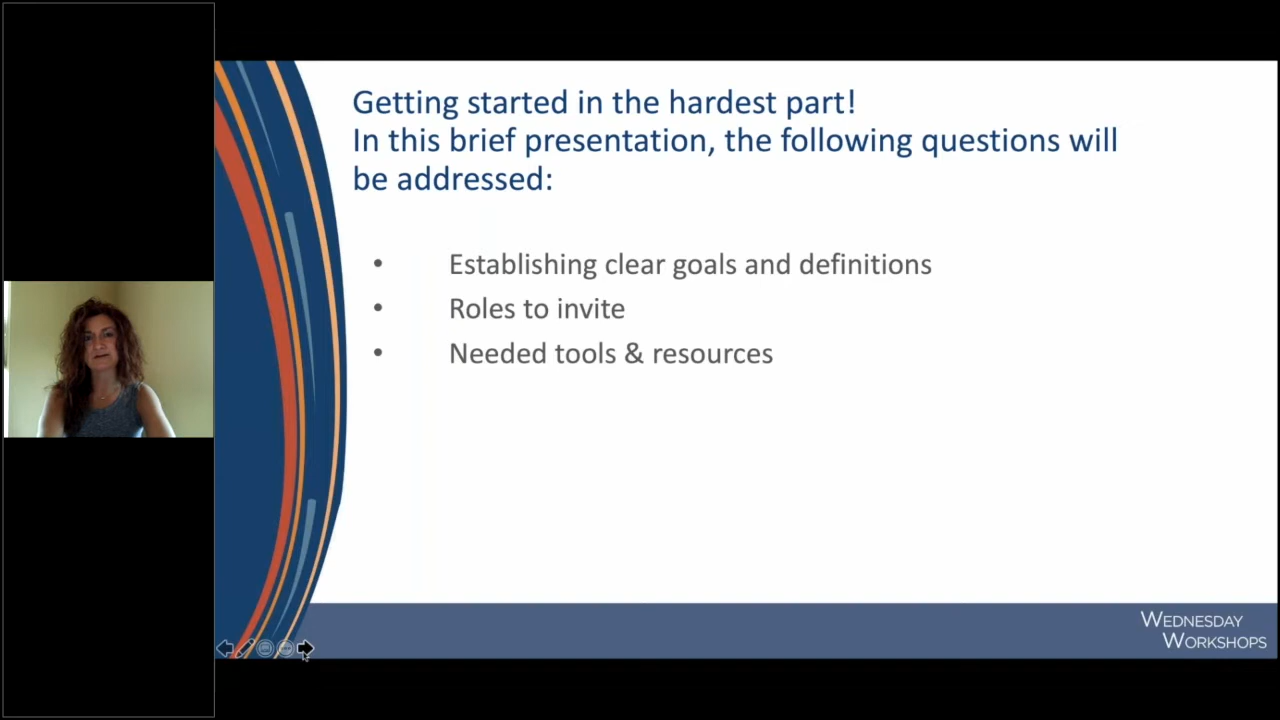 Getting started in the hardest part!
In this brief presentation, the following questions will
be addressed:
• Establishing clear goals and definitions
• Roles to invite
• Needed tools & resources
WEDNESDAY
WORKSHOPS